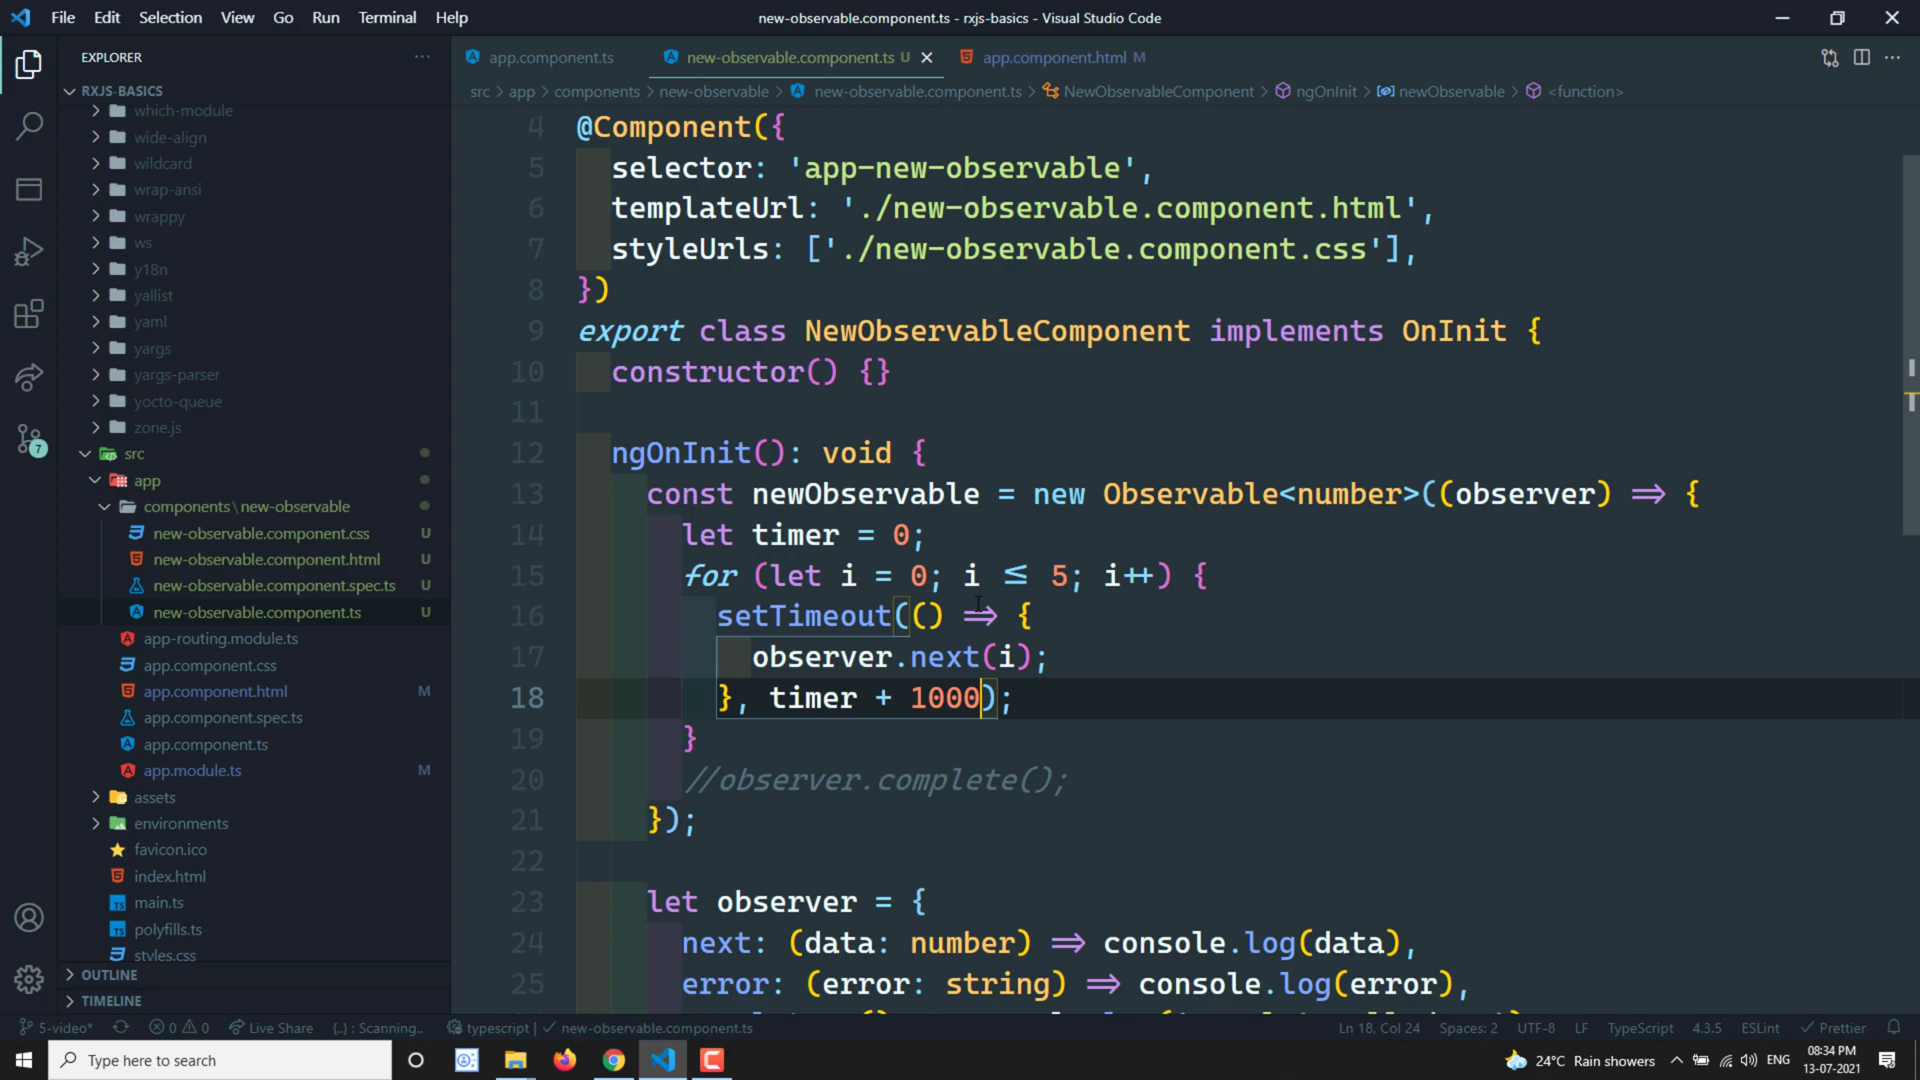 File Edit Selection View Go Run Terminal Help
new-observable.component.ts - rxjs-basics - Visual Studio Code
EXPLORER
app.component.ts
new-observable.component.ts U
app.component.html M
RXJS-BASICS
src > app > components > new-observable > new-observable.component.ts > NewObservableComponent > ngOnInit > newObservable > <function>
which-module
wide-align
wildcard
wrap-ansi
wrappy
ws
y18n
yallist
yaml
yargs
yargs-parser
yocto-queue
zone.js
src
app
components\new-observable
new-observable.component.css U
new-observable.component.html U
new-observable.component.spec.ts U
new-observable.component.ts U
app-routing.module.ts
app.component.css
app.component.html M
app.component.spec.ts
app.component.ts
app.module.ts M
assets
environments
favicon.ico
index.html
main.ts
polyfills.ts
styles.css
OUTLINE
TIMELINE
7
4 @Component({
5 selector: 'app-new-observable',
6 templateUrl: './new-observable.component.html',
7 styleUrls: ['./new-observable.component.css'],
8 })
9 export class NewObservableComponent implements OnInit {
10 constructor() {}
11
12 ngOnInit(): void {
13 const newObservable = new Observable<number>((observer) => {
14 let timer = 0;
15 for (let i = 0; i ≤ 5; i++) {
16 setTimeout(() => {
17 observer.next(i);
18 }, timer + 1000);
19 }
20 //observer.complete();
21 });
22
23 let observer = {
24 next: (data: number) => console.log(data),
25 error: (error: string) => console.log(error),
5-video* 0 0 Live Share {..} : Scanning.. typescript | ✓ new-observable.component.ts
Ln 18, Col 24 Spaces: 2 UTF-8 LF TypeScript 4.3.5 ESLint ✓ Prettier
Type here to search
24°C Rain showers
ENG
08:34 PM
13-07-2021